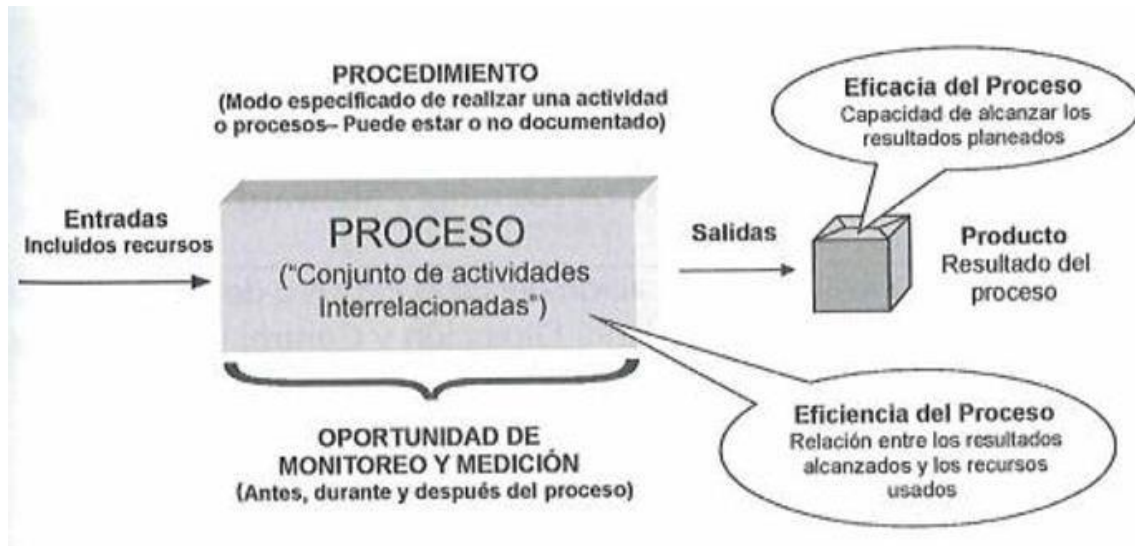 PROCEDIMIENTO
(Modo especificado de realizar una actividad
o procesos– Puede estar o no documentado)
Eficacia del Proceso
Capacidad de alcanzar los
resultados planeados
Entradas
Incluidos recursos
PROCESO
("Conjunto de actividades
Interrelacionadas")
Salidas
Producto
Resultado del
proceso
OPORTUNIDAD DE
MONITOREO Y MEDICIÓN
(Antes, durante y después del proceso)
Eficiencia del Proceso
Relación entre los resultados
alcanzados y los recursos
usados